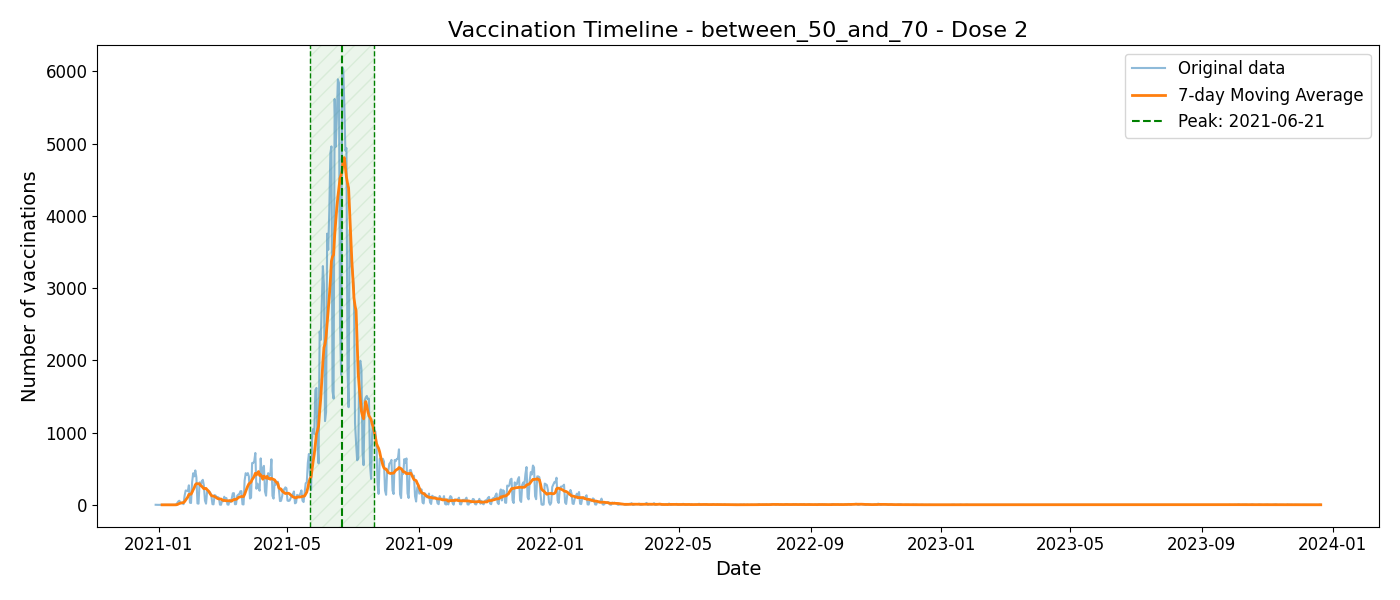 Vaccination Timeline - between_50_and_70 - Dose 2
Original data
7-day Moving Average
Peak: 2021-06-21
Number of vaccinations
6000
5000
4000
3000
2000
1000
0
2021-01 2021-05 2021-09 2022-01 2022-05 2022-09 2023-01 2023-05 2023-09 2024-01
Date